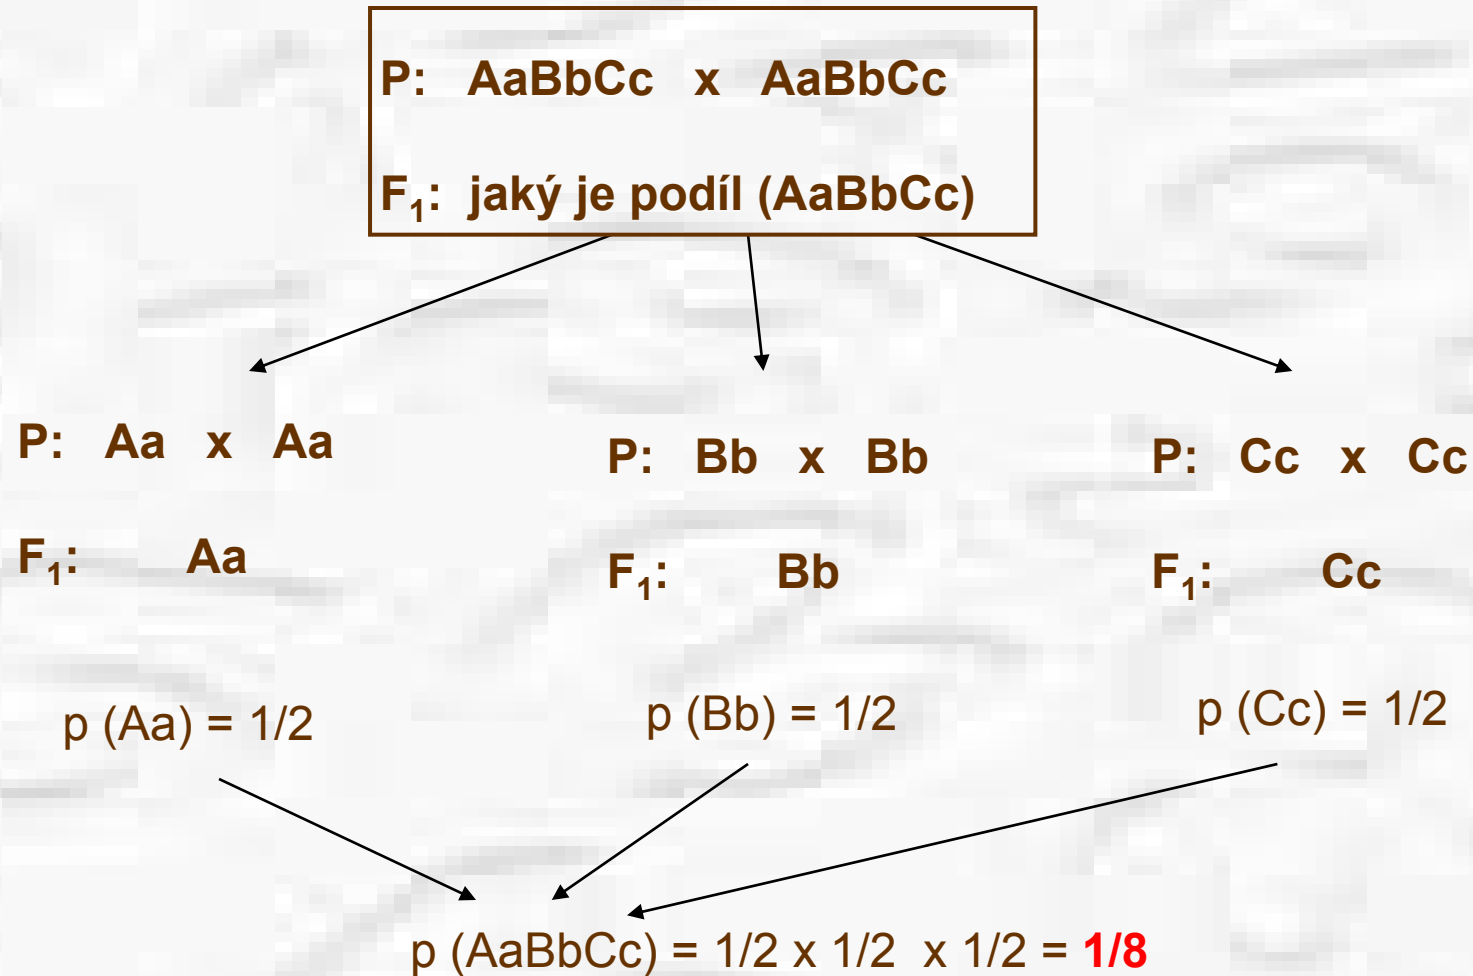 P: AaBbCc x AaBbCc
F₁: jaký je podíl (AaBbCc)
P: Aa x Aa
F₁: Aa
P: Bb x Bb
F₁: Bb
P: Cc x Cc
F₁: Cc
p (Aa) = 1/2
p (Bb) = 1/2
p (Cc) = 1/2
p (AaBbCc) = 1/2 x 1/2 x 1/2 = 1/8